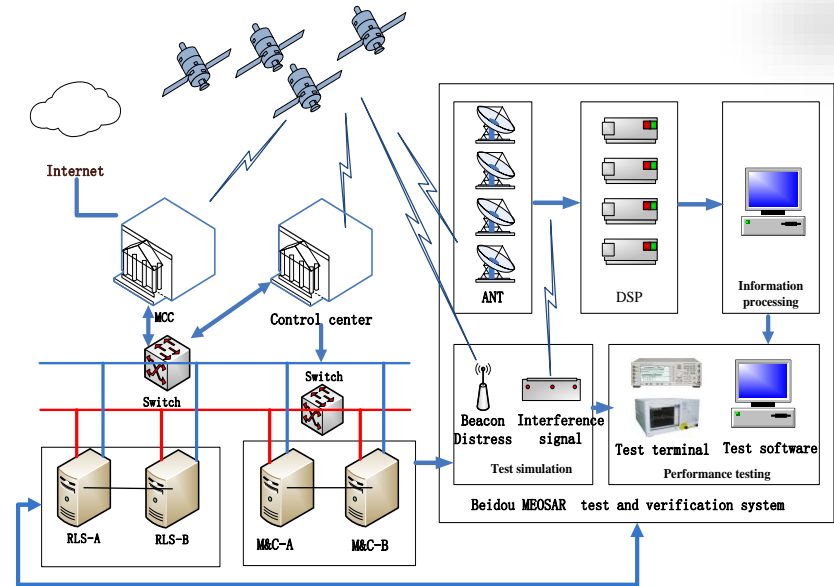 Internet
MCC
Control center
Switch
Switch
RLS-A
RLS-B
M&C-A
M&C-B
ANT
DSP
Information
processing
Beacon
Distress
Interference
signal
Test simulation
Test terminal
Test software
Performance testing
Beidou MEOSAR test and verification system